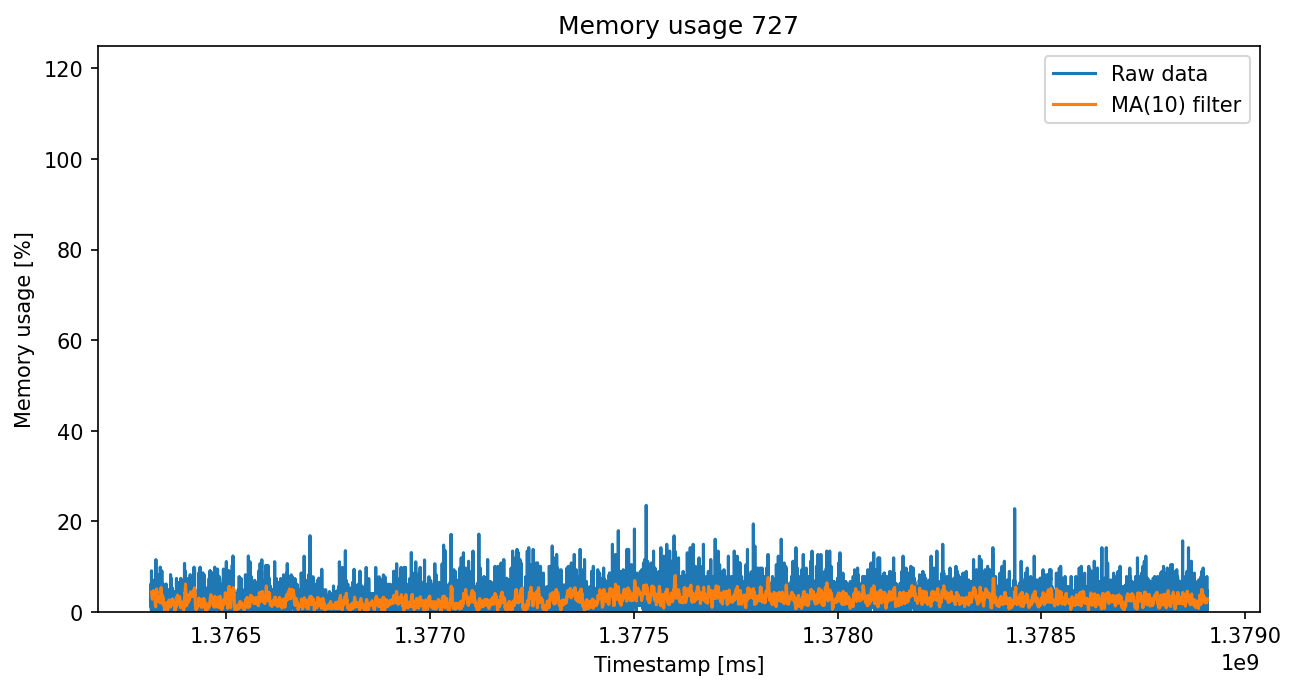 Memory usage 727
Raw data
MA(10) filter
Memory usage [%]
120
100
80
60
40
20
0
1.3765 1.3770 1.3775 1.3780 1.3785 1.3790
1e9
Timestamp [ms]